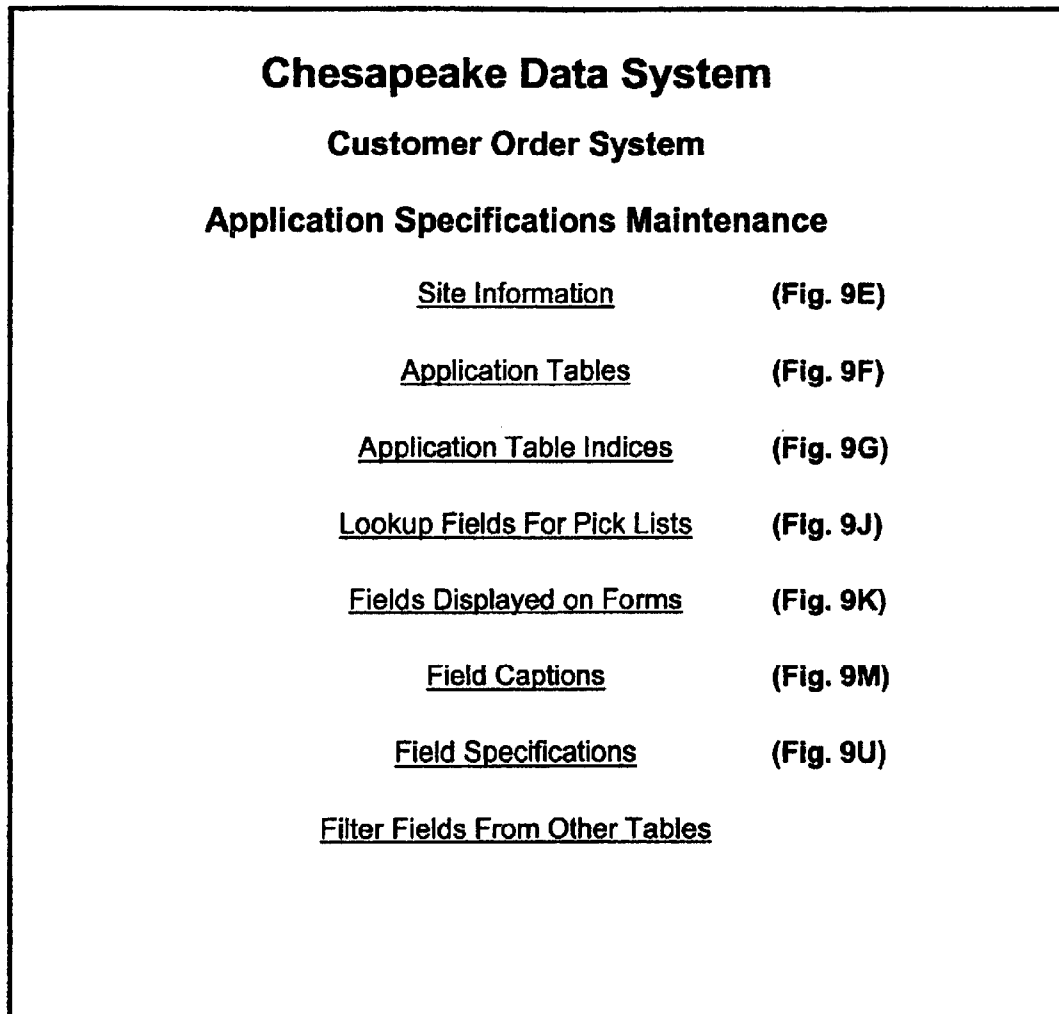 Chesapeake Data System
Customer Order System
Application Specifications Maintenance
Site Information (Fig. 9E)
Application Tables (Fig. 9F)
Application Table Indices (Fig. 9G)
Lookup Fields For Pick Lists (Fig. 9J)
Fields Displayed on Forms (Fig. 9K)
Field Captions (Fig. 9M)
Field Specifications (Fig. 9U)
Filter Fields From Other Tables